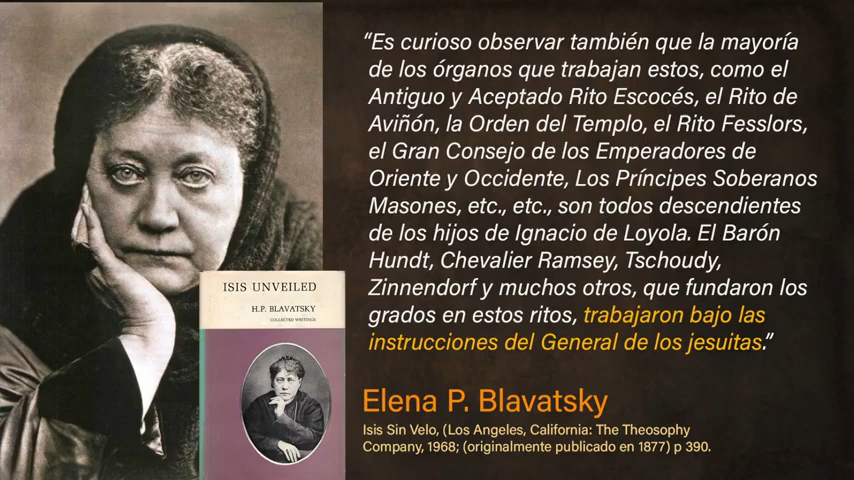 “Es curioso observar también que la mayoría
de los órganos que trabajan estos, como el
Antiguo y Aceptado Rito Escocés, el Rito de
Aviñón, la Orden del Templo, el Rito Fesslors,
el Gran Consejo de los Emperadores de
Oriente y Occidente, Los Príncipes Soberanos
Masones, etc., etc., son todos descendientes
de los hijos de Ignacio de Loyola. El Barón
Hundt, Chevalier Ramsey, Tschoudy,
Zinnendorf y muchos otros, que fundaron los
grados en estos ritos, trabajaron bajo las
instrucciones del General de los jesuitas.”
Elena P. Blavatsky
Isis Sin Velo, (Los Angeles, California: The Theosophy
Company, 1968; (originalmente publicado en 1877) p 390.
ISIS UNVEILED
H.P. BLAVATSKY
COLLECTED WRITINGS